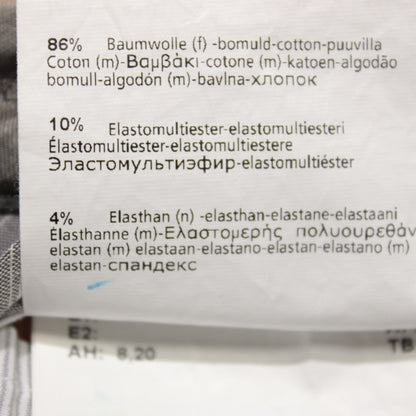 86% Baumwolle (f) -bomuld-cotton-puuvilla
Coton (m)-Βαμβάκι-cotone (m)-katoen-algodão
bomull-algodón (m)-bavlna-хлопок
10% Elastomultiester-elastomultiesteri
Élastomultiester-elastomultiestere
Эластомультиэфир-elastomultiéster
4% Elasthan (n) -elasthan-elastane-elastaani
Élasthanne (m)-Ελαστομερής πολυουρεθάν
elastan (m) elastaan-elastano-elastan-elastano (m)
elastan-спандекс
E2:
AH: 8,20
TB